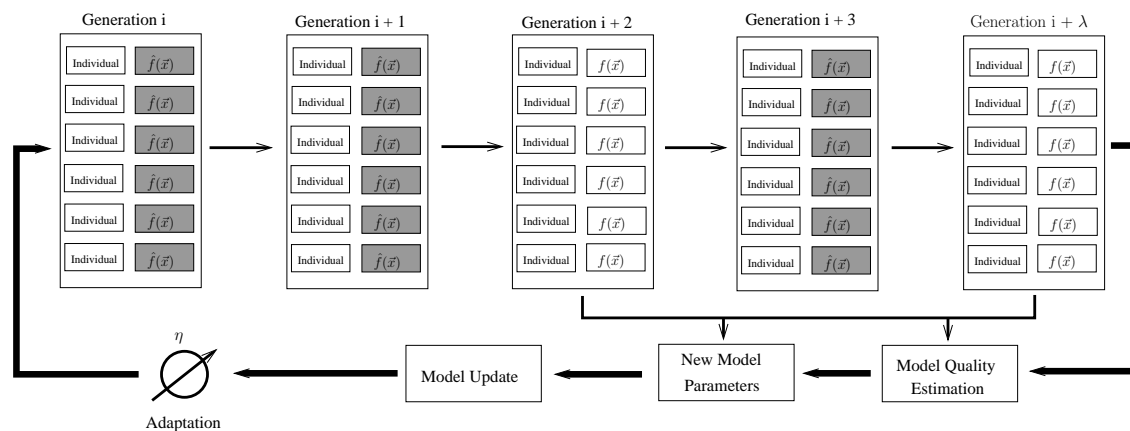 Generation i
Generation i + 1
Generation i + 2
Generation i + 3
Generation i + λ
Individual f̂(x⃗) Individual f̂(x⃗) Individual f(x⃗) Individual f̂(x⃗) Individual f(x⃗)
Individual f̂(x⃗) Individual f̂(x⃗) Individual f(x⃗) Individual f̂(x⃗) Individual f(x⃗)
Individual f̂(x⃗) Individual f̂(x⃗) Individual f(x⃗) Individual f̂(x⃗) Individual f(x⃗)
Individual f̂(x⃗) Individual f̂(x⃗) Individual f(x⃗) Individual f̂(x⃗) Individual f(x⃗)
Individual f̂(x⃗) Individual f̂(x⃗) Individual f(x⃗) Individual f̂(x⃗) Individual f(x⃗)
Individual f̂(x⃗) Individual f̂(x⃗) Individual f(x⃗) Individual f̂(x⃗) Individual f(x⃗)
η
Adaptation
Model Update
New Model
Parameters
Model Quality
Estimation